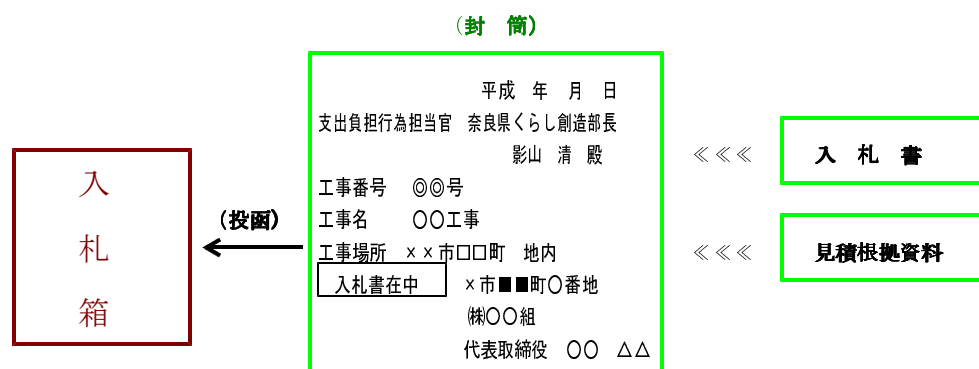 (封　筒)
平成　年　月　日
支出負担行為担当官　奈良県くらし創造部長
影山　清　殿
工事番号　◎◎号
工事名　〇〇工事
工事場所　××市□□町　地内
入札書在中　×市■■町〇番地
㈱〇〇組
代表取締役　〇〇　△△
入札箱
(投函)
<<<　入　札　書
<<<　見積根拠資料